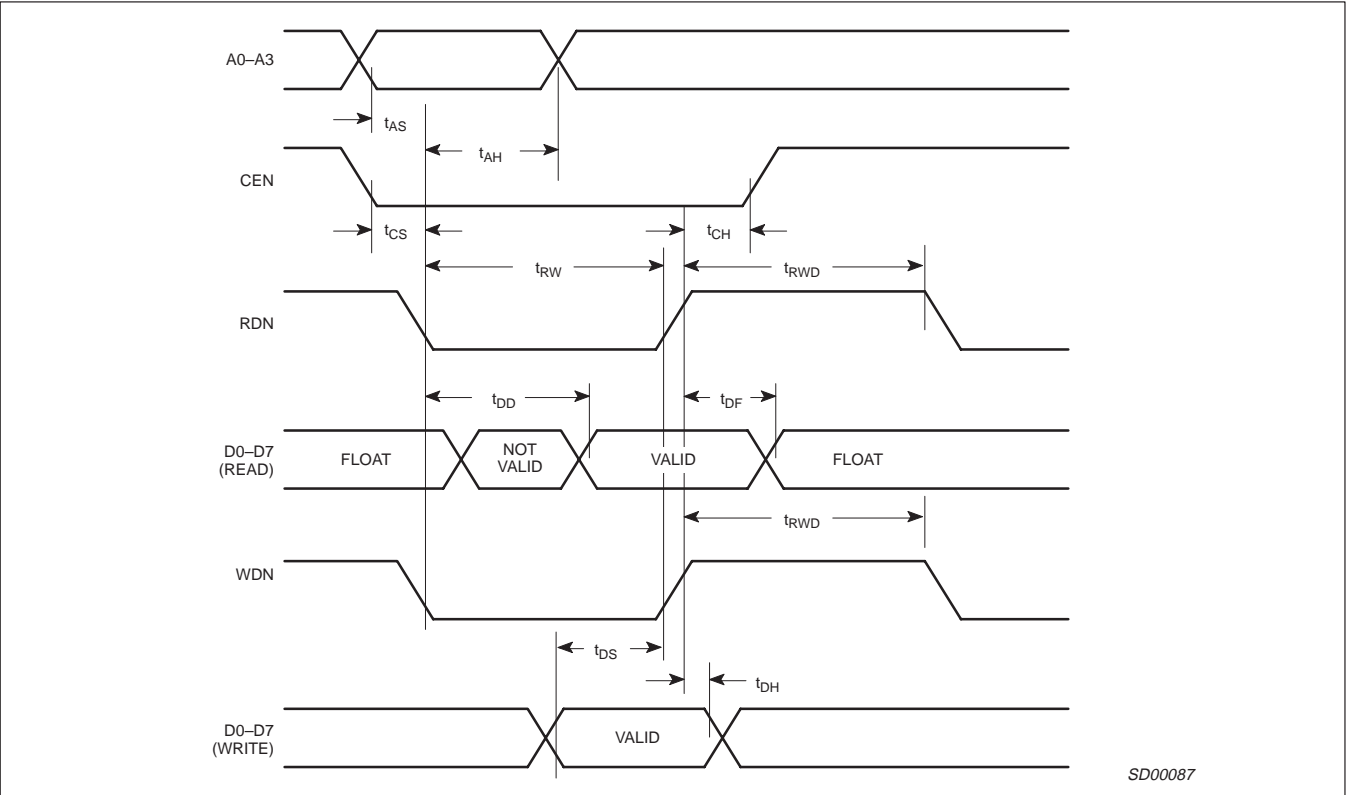 A0–A3
tAS
tAH
CEN
tCS
tCH
tRW
tRWD
RDN
tDD
tDF
D0–D7
(READ)
FLOAT
NOT
VALID
VALID
FLOAT
tRWD
WDN
tDS
tDH
D0–D7
(WRITE)
VALID
SD00087